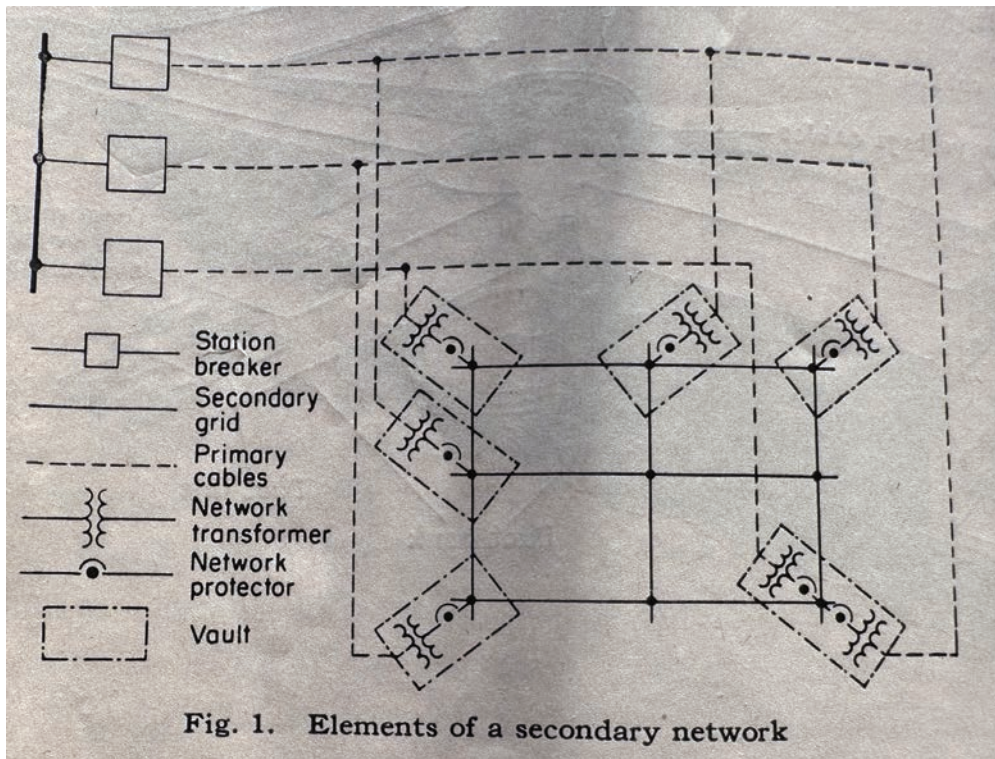 Station
breaker
Secondary
grid
Primary
cables
Network
transformer
Network
protector
Vault
Fig. 1. Elements of a secondary network